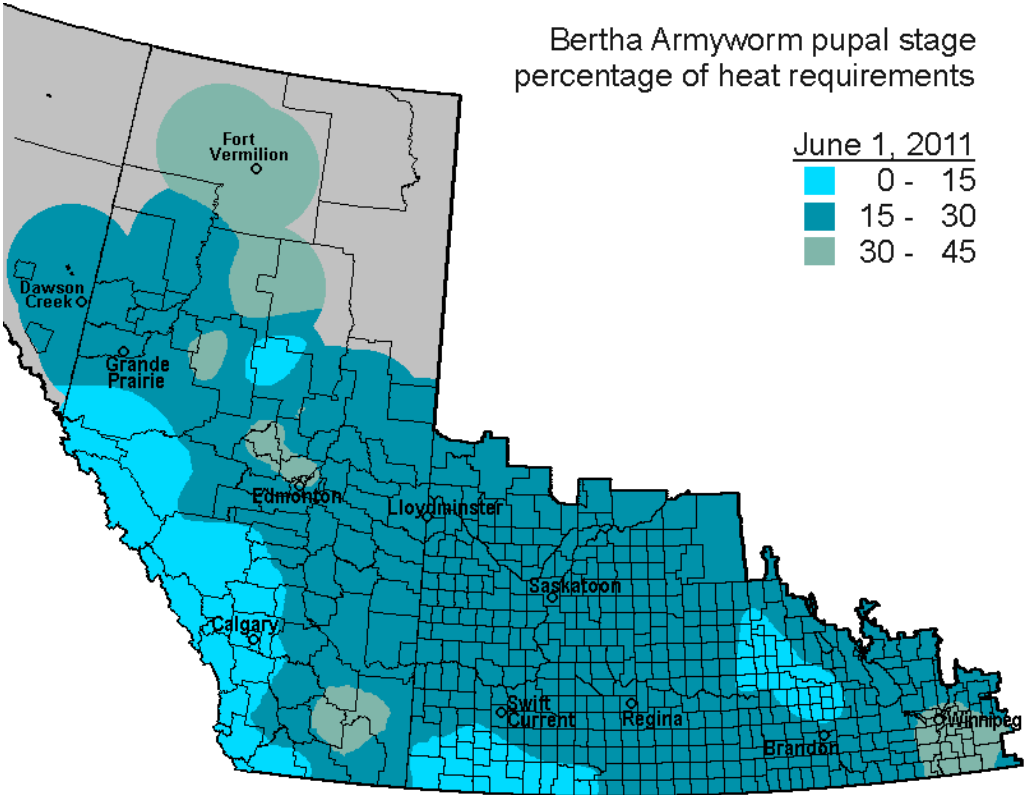 Bertha Armyworm pupal stage
percentage of heat requirements
June 1, 2011
0 - 15
15 - 30
30 - 45
Fort
Vermilion
Dawson
Creek
Grande
Prairie
Edmonton
Lloydminster
Saskatoon
Calgary
Swift
Current
Regina
Winnipeg
Brandon